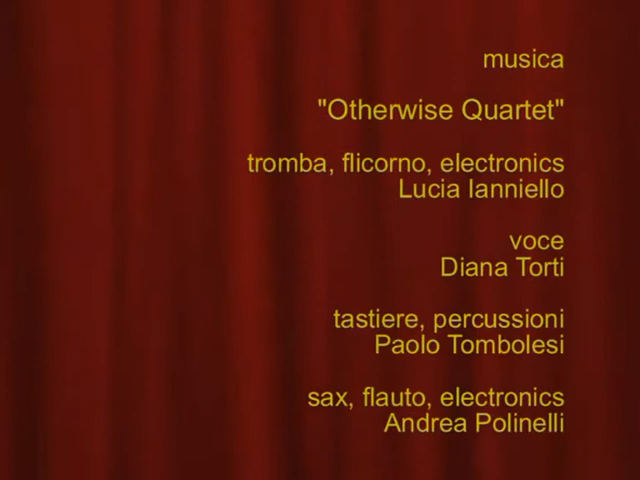 musica
"Otherwise Quartet"
tromba, flicorno, electronics
Lucia Ianniello
voce
Diana Torti
tastiere, percussioni
Paolo Tombolesi
sax, flauto, electronics
Andrea Polinelli